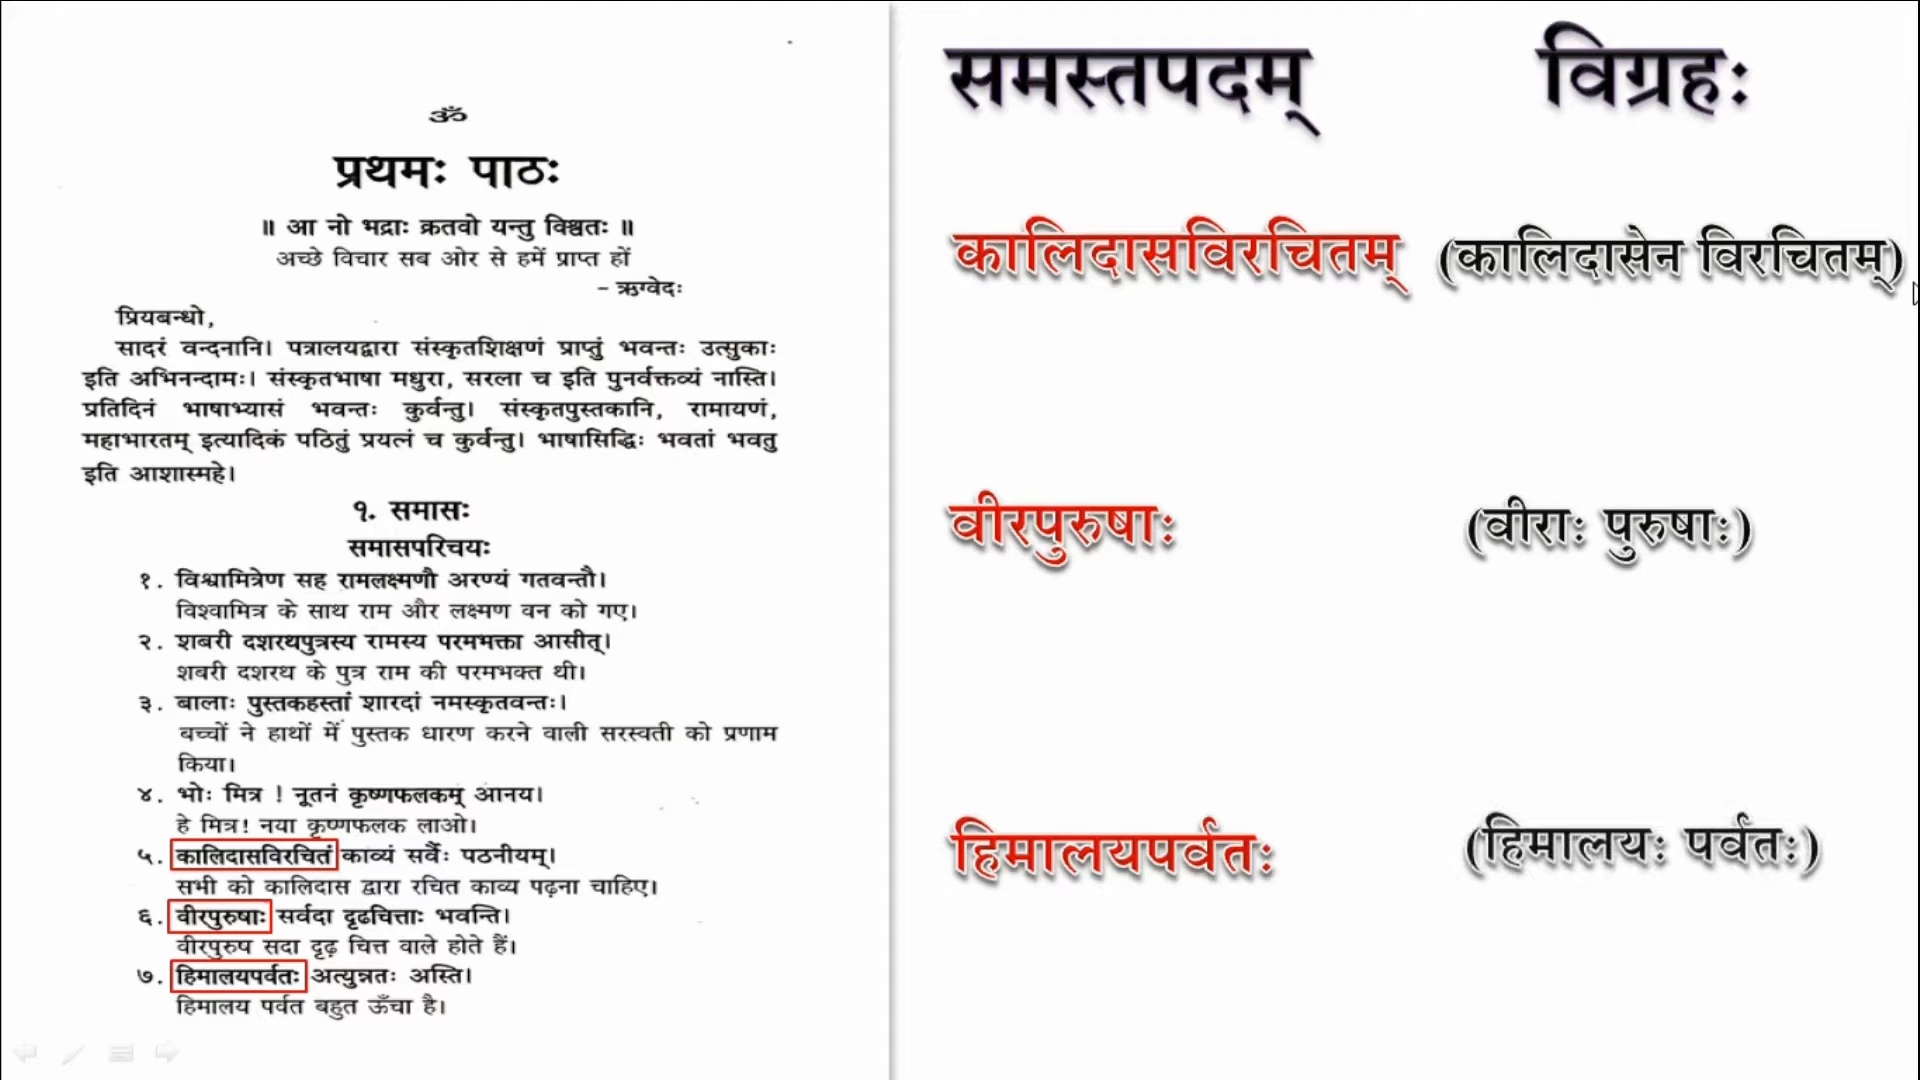 ॐ
प्रथमः पाठः
॥ आ नो भद्राः क्रतवो यन्तु विश्वतः ॥
अच्छे विचार सब ओर से हमें प्राप्त हों
– ऋग्वेदः
प्रियबन्धो,
सादरं वन्दनानि। पत्रालयद्वारा संस्कृतशिक्षणं प्राप्तुं भवन्तः उत्सुकाः
इति अभिनन्दामः। संस्कृतभाषा मधुरा, सरला च इति पुनर्वक्तव्यं नास्ति।
प्रतिदिनं भाषाभ्यासं भवन्तः कुर्वन्तु। संस्कृतपुस्तकानि, रामायणं,
महाभारतम् इत्यादिकं पठितुं प्रयत्नं च कुर्वन्तु। भाषासिद्धिः भवतां भवतु
इति आशास्महे।
१. समासः
समासपरिचयः
१. विश्वामित्रेण सह रामलक्ष्मणौ अरण्यं गतवन्तौ।
विश्वामित्र के साथ राम और लक्ष्मण वन को गए।
२. शबरी दशरथपुत्रस्य रामस्य परमभक्ता आसीत्।
शबरी दशरथ के पुत्र राम की परमभक्त थी।
३. बालाः पुस्तकहस्तां शारदां नमस्कृतवन्तः।
बच्चों ने हाथों में पुस्तक धारण करने वाली सरस्वती को प्रणाम
किया।
४. भोः मित्र ! नूतनं कृष्णफलकम् आनय।
हे मित्र! नया कृष्णफलक लाओ।
५. कालिदासविरचितं काव्यं सर्वैः पठनीयम्।
सभी को कालिदास द्वारा रचित काव्य पढ़ना चाहिए।
६. वीरपुरुषाः सर्वदा दृढचित्ताः भवन्ति।
वीरपुरुष सदा दृढ़ चित्त वाले होते हैं।
७. हिमालयपर्वतः अत्युन्नतः अस्ति।
हिमालय पर्वत बहुत ऊँचा है।
समस्तपदम् विग्रहः
कालिदासविरचितम् (कालिदासेन विरचितम्)
वीरपुरुषाः (वीराः पुरुषाः)
हिमालयपर्वतः (हिमालयः पर्वतः)